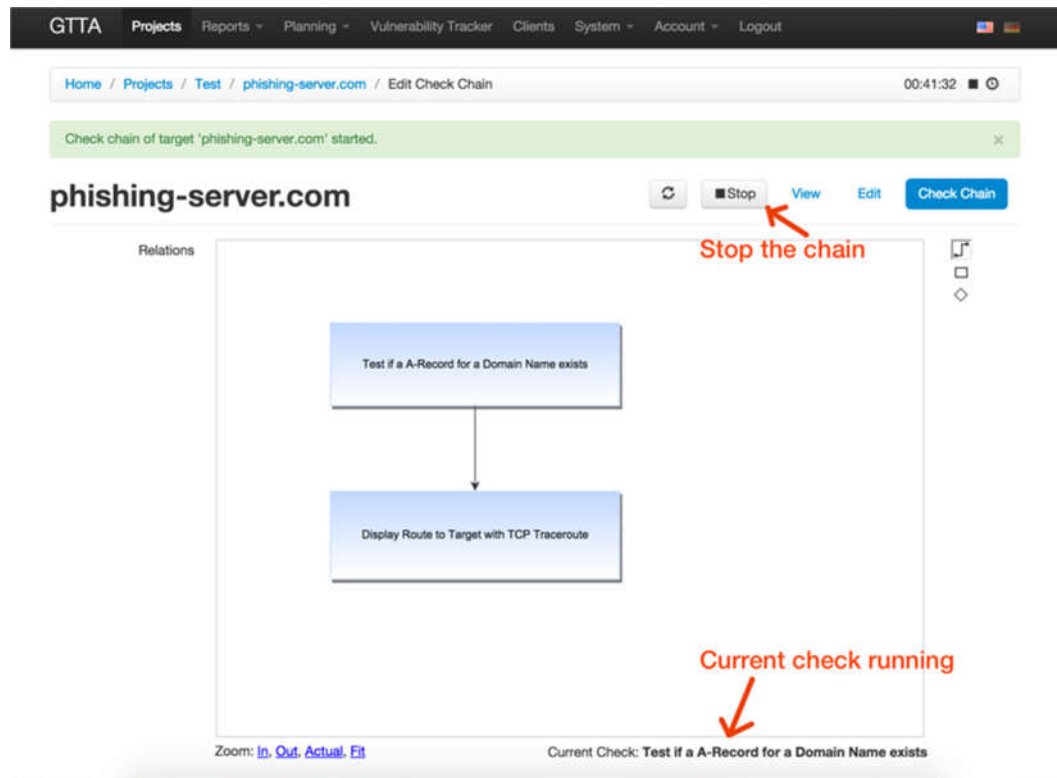 GTTA Projects Reports Planning Vulnerability Tracker Clients System Account Logout
Home / Projects / Test / phishing-server.com / Edit Check Chain 00:41:32
Check chain of target 'phishing-server.com' started. ×
phishing-server.com Stop View Edit Check Chain
Stop the chain
Relations
Test if a A-Record for a Domain Name exists
Display Route to Target with TCP Traceroute
Current check running
Zoom: In, Out, Actual, Fit Current Check: Test if a A-Record for a Domain Name exists